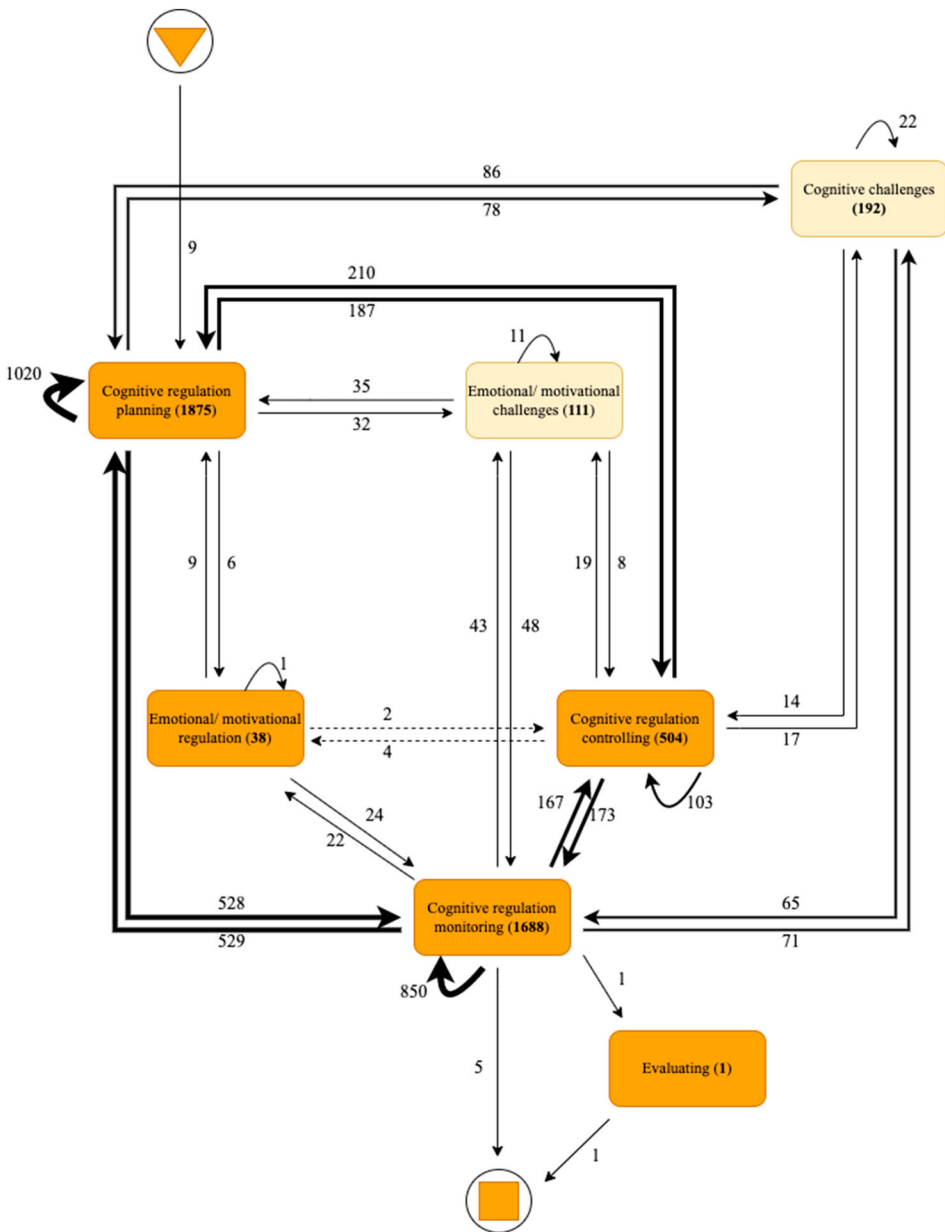 22
86
Cognitive challenges
(192)
78
9
210
187
11
1020
Cognitive regulation
planning (1875)
35
Emotional/ motivational
challenges (111)
32
9
6
19
8
43
48
1
Emotional/ motivational
regulation (38)
2
4
Cognitive regulation
controlling (504)
14
17
24
22
167
173
103
528
529
Cognitive regulation
monitoring (1688)
65
71
850
1
5
Evaluating (1)
1